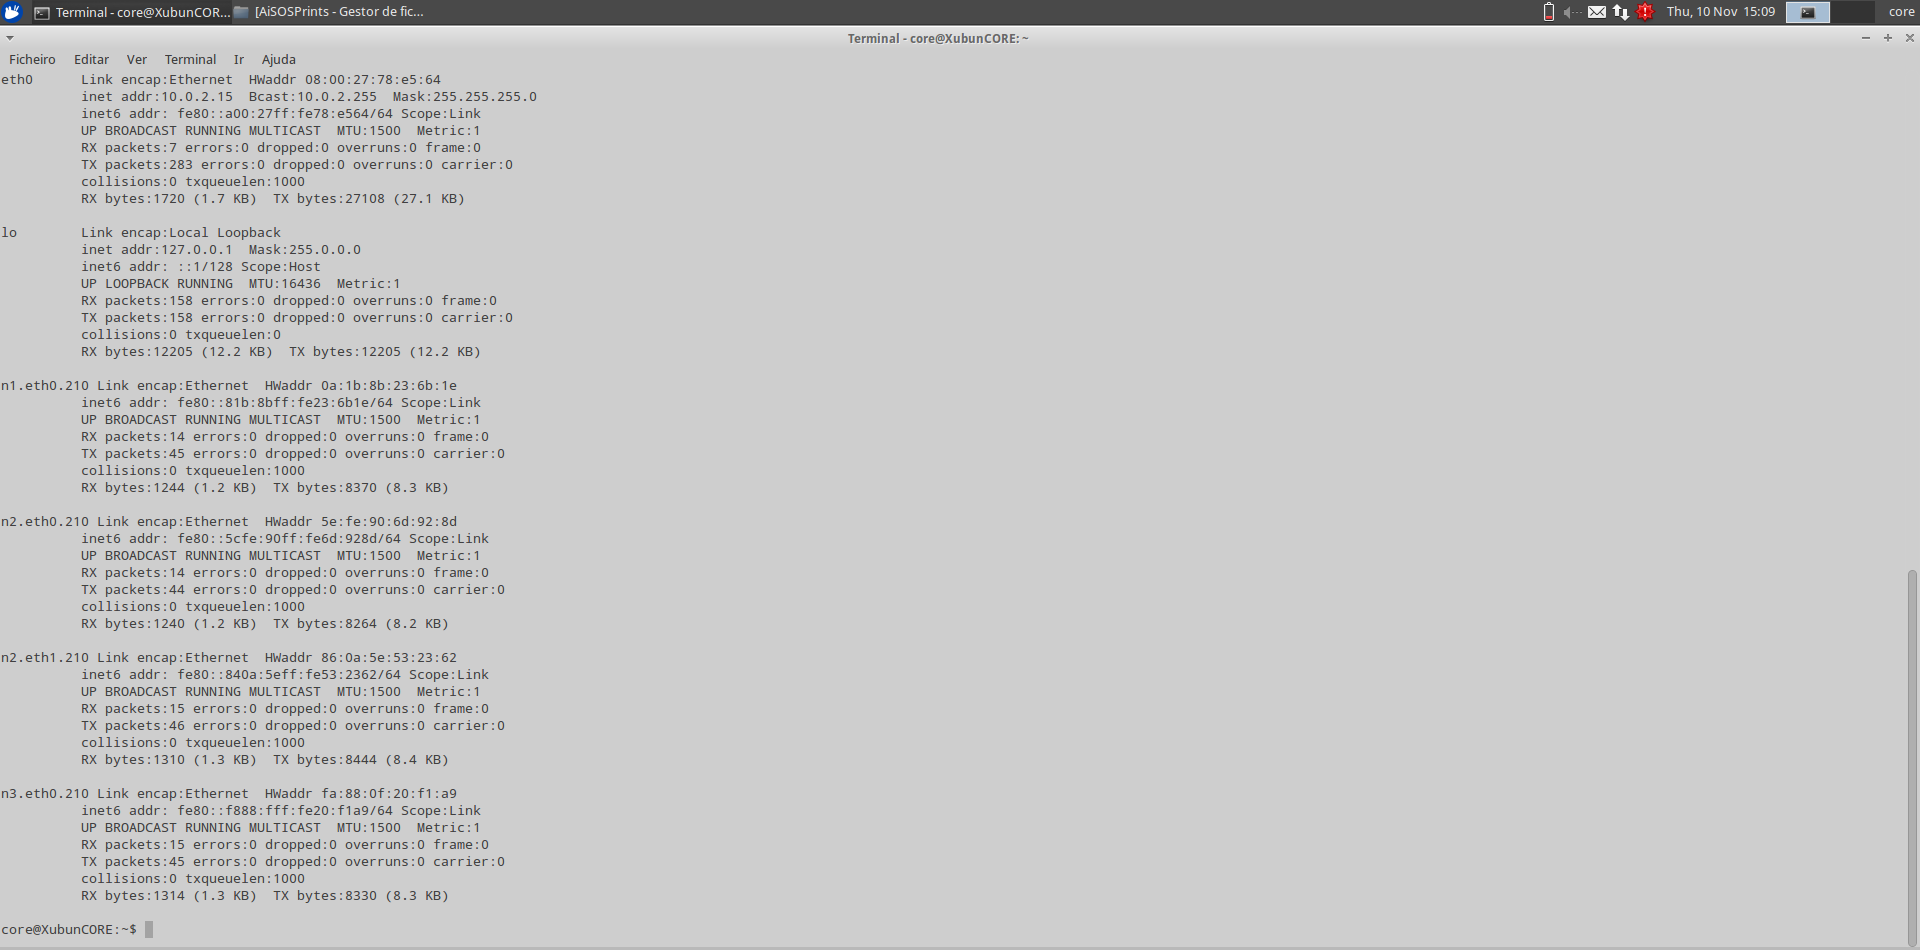 Terminal - core@XubunCOR... [AiSOSPrints - Gestor de fic... Thu, 10 Nov 15:09 core
Terminal - core@XubunCORE: ~
Ficheiro Editar Ver Terminal Ir Ajuda
eth0      Link encap:Ethernet  HWaddr 08:00:27:78:e5:64
          inet addr:10.0.2.15  Bcast:10.0.2.255  Mask:255.255.255.0
          inet6 addr: fe80::a00:27ff:fe78:e564/64 Scope:Link
          UP BROADCAST RUNNING MULTICAST  MTU:1500  Metric:1
          RX packets:7 errors:0 dropped:0 overruns:0 frame:0
          TX packets:283 errors:0 dropped:0 overruns:0 carrier:0
          collisions:0 txqueuelen:1000
          RX bytes:1720 (1.7 KB)  TX bytes:27108 (27.1 KB)
lo        Link encap:Local Loopback
          inet addr:127.0.0.1  Mask:255.0.0.0
          inet6 addr: ::1/128 Scope:Host
          UP LOOPBACK RUNNING  MTU:16436  Metric:1
          RX packets:158 errors:0 dropped:0 overruns:0 frame:0
          TX packets:158 errors:0 dropped:0 overruns:0 carrier:0
          collisions:0 txqueuelen:0
          RX bytes:12205 (12.2 KB)  TX bytes:12205 (12.2 KB)
n1.eth0.210 Link encap:Ethernet  HWaddr 0a:1b:8b:23:6b:1e
          inet6 addr: fe80::81b:8bff:fe23:6b1e/64 Scope:Link
          UP BROADCAST RUNNING MULTICAST  MTU:1500  Metric:1
          RX packets:14 errors:0 dropped:0 overruns:0 frame:0
          TX packets:45 errors:0 dropped:0 overruns:0 carrier:0
          collisions:0 txqueuelen:1000
          RX bytes:1244 (1.2 KB)  TX bytes:8370 (8.3 KB)
n2.eth0.210 Link encap:Ethernet  HWaddr 5e:fe:90:6d:92:8d
          inet6 addr: fe80::5cfe:90ff:fe6d:928d/64 Scope:Link
          UP BROADCAST RUNNING MULTICAST  MTU:1500  Metric:1
          RX packets:14 errors:0 dropped:0 overruns:0 frame:0
          TX packets:44 errors:0 dropped:0 overruns:0 carrier:0
          collisions:0 txqueuelen:1000
          RX bytes:1240 (1.2 KB)  TX bytes:8264 (8.2 KB)
n2.eth1.210 Link encap:Ethernet  HWaddr 86:0a:5e:53:23:62
          inet6 addr: fe80::840a:5eff:fe53:2362/64 Scope:Link
          UP BROADCAST RUNNING MULTICAST  MTU:1500  Metric:1
          RX packets:15 errors:0 dropped:0 overruns:0 frame:0
          TX packets:46 errors:0 dropped:0 overruns:0 carrier:0
          collisions:0 txqueuelen:1000
          RX bytes:1310 (1.3 KB)  TX bytes:8444 (8.4 KB)
n3.eth0.210 Link encap:Ethernet  HWaddr fa:88:0f:20:f1:a9
          inet6 addr: fe80::f888:fff:fe20:f1a9/64 Scope:Link
          UP BROADCAST RUNNING MULTICAST  MTU:1500  Metric:1
          RX packets:15 errors:0 dropped:0 overruns:0 frame:0
          TX packets:45 errors:0 dropped:0 overruns:0 carrier:0
          collisions:0 txqueuelen:1000
          RX bytes:1314 (1.3 KB)  TX bytes:8330 (8.3 KB)
core@XubunCORE:~$